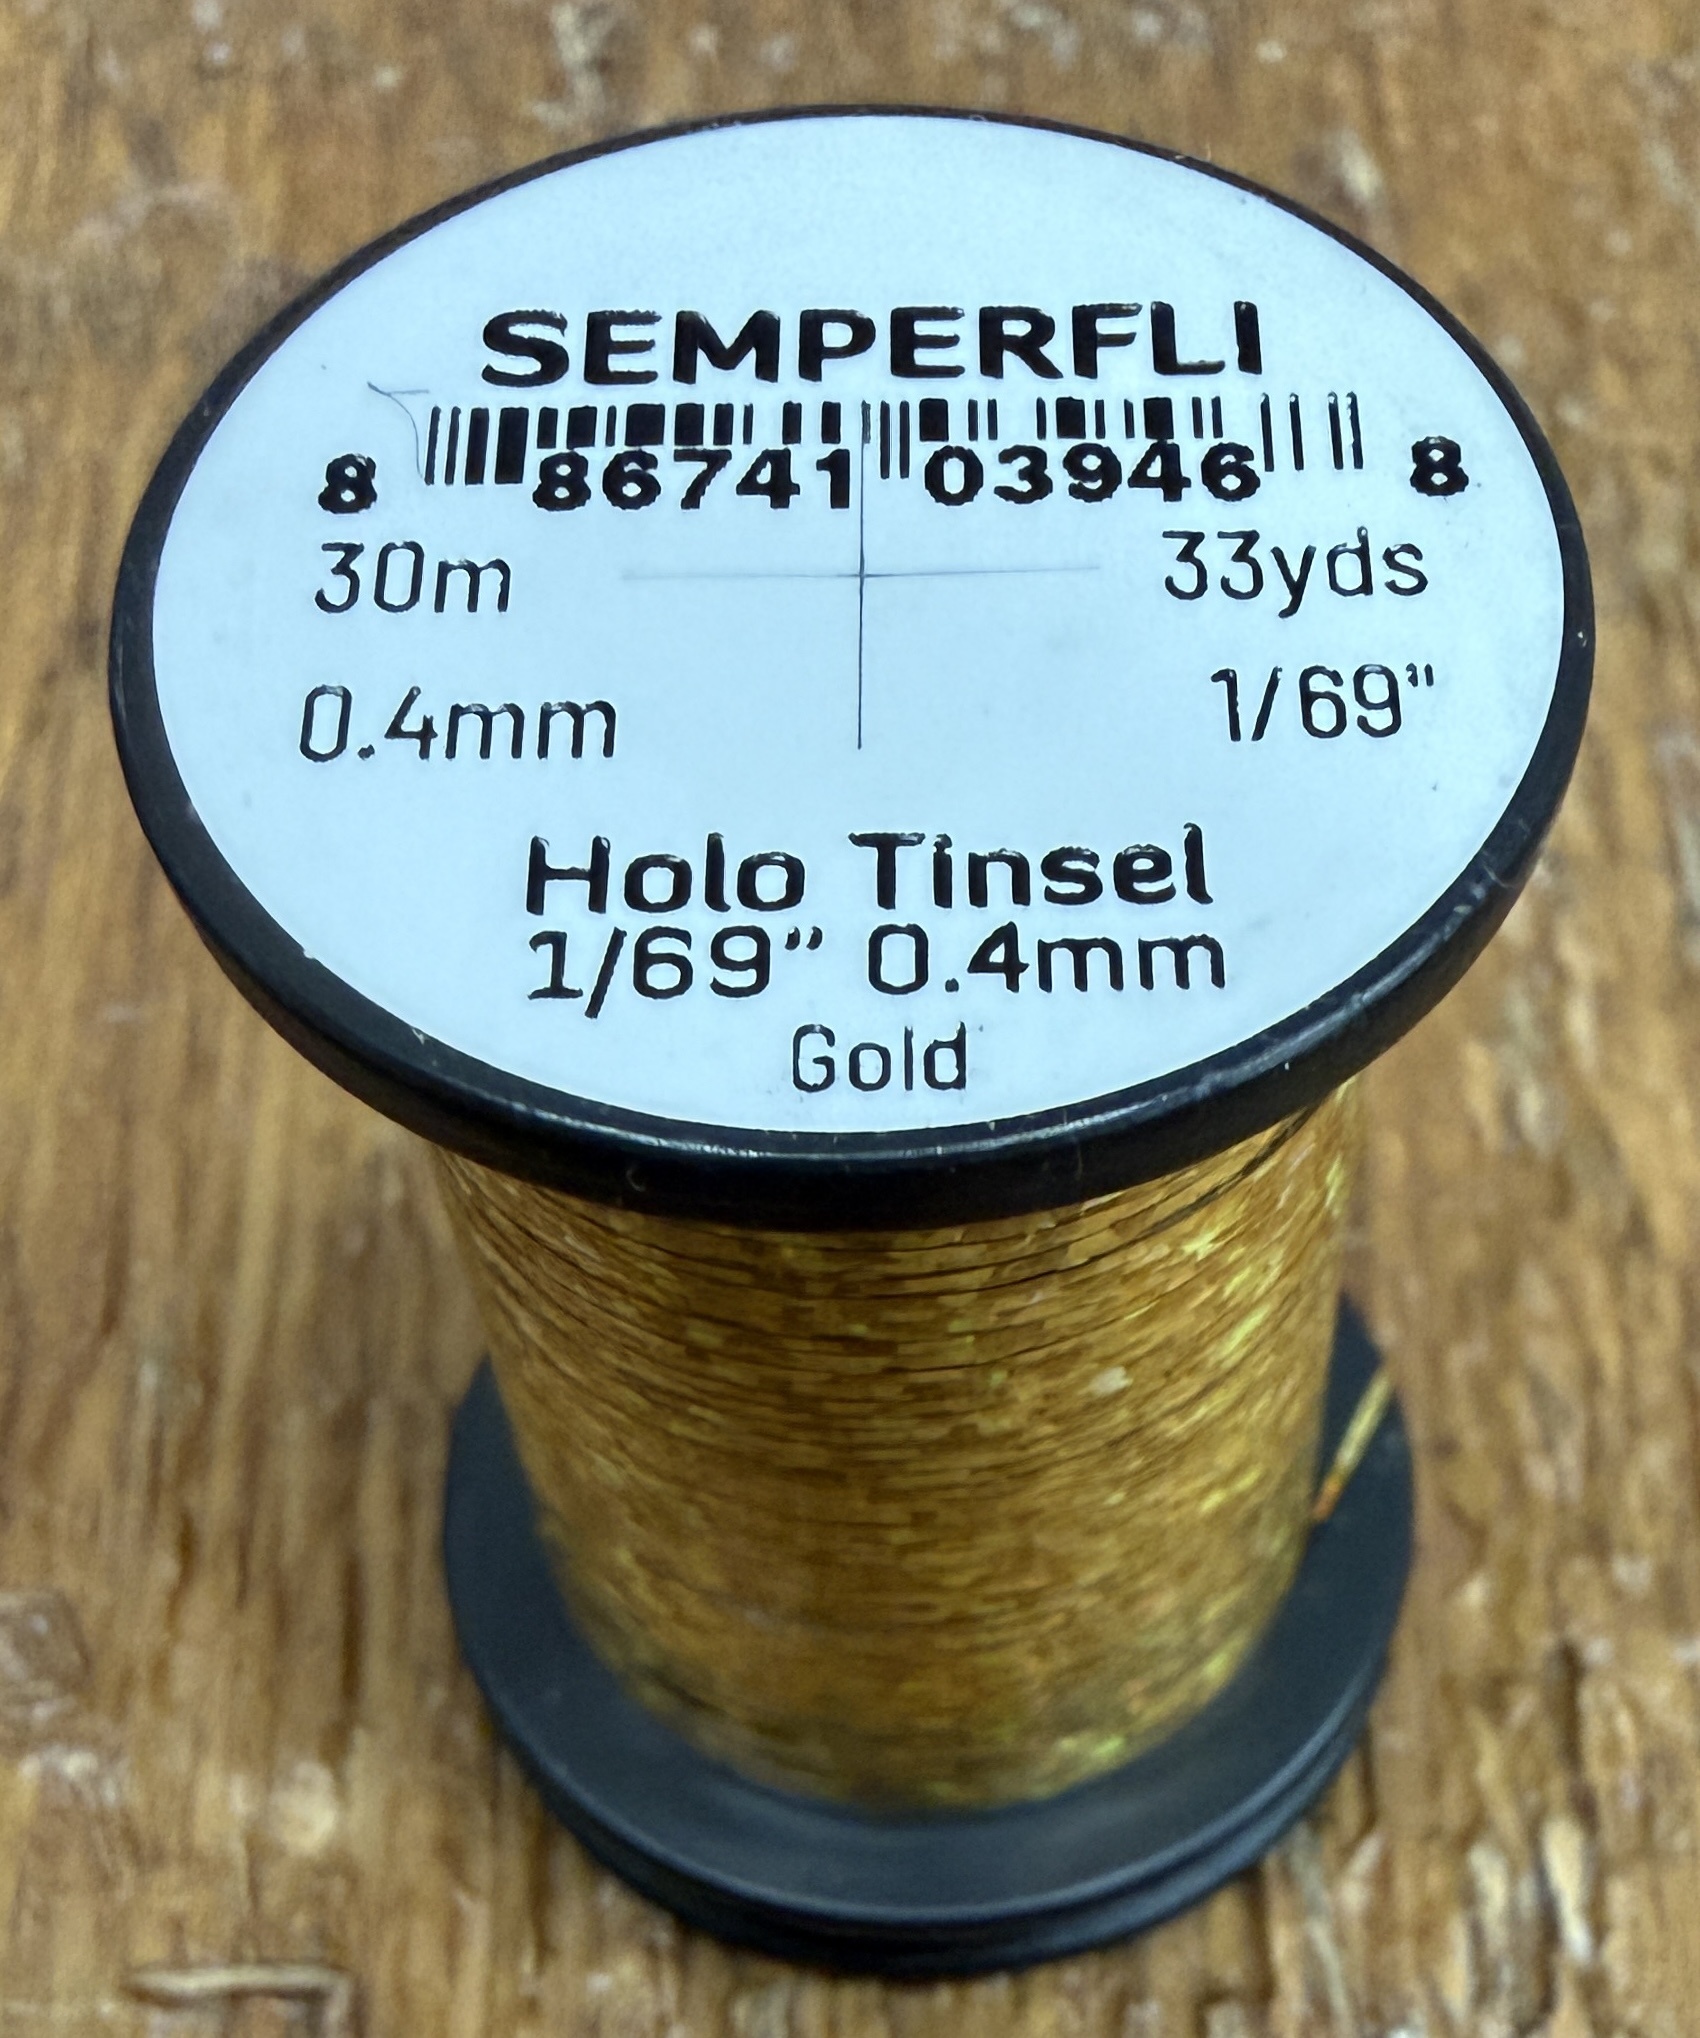 SEMPERFLI
8 86741 03946 8
30m 33yds
0.4mm 1/69"
Holo Tinsel
1/69” 0.4mm
Gold